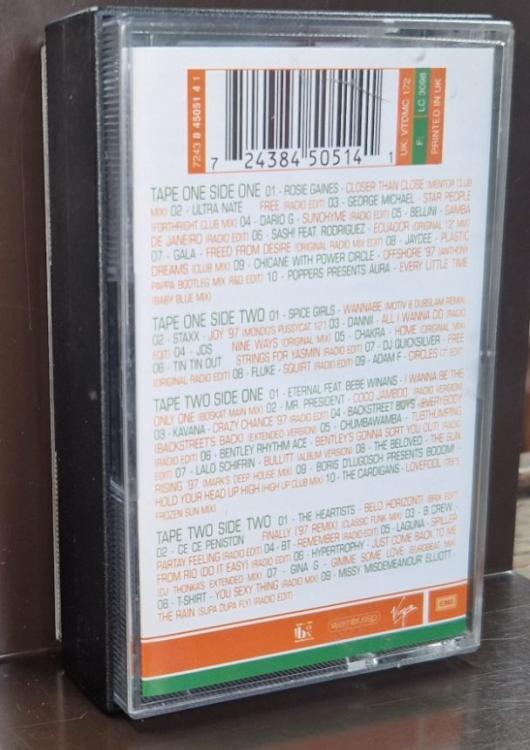 7243 8 45051 4 1
7 24384 50514 1
UK: VTDMC 172
F:
LC 3098
PRINTED IN UK
TAPE ONE SIDE ONE 01 - ROSIE GAINES - CLOSER THAN CLOSE (MENTOR CLUB
MIX) 02 - ULTRA NATE FREE (RADIO EDIT) 03 - GEORGE MICHAEL - STAR PEOPLE
(FORTHRIGHT CLUB MIX) 04 - DARIO G - SUNCHYME (RADIO EDIT) 05 - BELLINI - SAMBA
DE JANEIRO (RADIO EDIT) 06 - SASH! FEAT. RODRIGUEZ - ECUADOR (ORIGINAL 12" MIX)
07 - GALA - FREED FROM DESIRE (ORIGINAL RADIO MIX EDIT) 08 - JAYDEE - PLASTIC
DREAMS (CLUB MIX) 09 - CHICANE WITH POWER CIRCLE - OFFSHORE '97 (ANTHONY
PAPPA BOOTLEG MIX R&D EDIT) 10 - POPPERS PRESENTS AURA - EVERY LITTLE TIME
(BABY BLUE MIX)
TAPE ONE SIDE TWO 01 - SPICE GIRLS - WANNABE (MOTIV 8 DUBSLAM REMIX)
02 - STAXX - JOY '97 (MONDO'S PUSSYCAT 12") 03 - DANNII - ALL I WANNA DO (RADIO
EDIT) 04 - JDS NINE WAYS (ORIGINAL MIX) 05 - CHAKRA - HOME (ORIGINAL MIX)
06 - TIN TIN OUT STRINGS FOR YASMIN (RADIO EDIT) 07 - DJ QUICKSILVER - FREE
(ORIGINAL RADIO EDIT) 08 - FLUKE - SQUIRT (RADIO EDIT) 09 - ADAM F - CIRCLES (7" EDIT)
TAPE TWO SIDE ONE 01 - ETERNAL FEAT BEBE WINANS - I WANNA BE THE
ONLY ONE (BOSKAT MAIN MIX) 02 - MR. PRESIDENT - COCO JAMBOO (RADIO VERSION)
03 - KAVANA - CRAZY CHANCE '97 (RADIO EDIT) 04 - BACKSTREET BOYS (EVERYBODY
(BACKSTREET'S BACK) (EXTENDED VERSION) 05 - CHUMBAWAMBA - TUBTHUMPING
(RADIO EDIT) 06 - BENTLEY RHYTHM ACE - BENTLEY'S GONNA SORT YOU OUT! (RADIO
EDIT) 07 - LALO SCHIFRIN - BULLITT (ALBUM VERSION) 08 - THE BELOVED - THE SUN
RISING '97 (MARK'S DEEP HOUSE MIX) 09 - BORIS D'LUGOSCH PRESENTS BOOOM! -
HOLD YOUR HEAD UP HIGH (HIGH UP CLUB MIX) 10 - THE CARDIGANS - LOVEFOOL (TEE'S
FROZEN SUN MIX)
TAPE TWO SIDE TWO 01 - THE HEARTISTS - BELO HORIZONTI (BRIX EDIT)
02 - CE CE PENISTON FINALLY ('97 REMIX) (CLASSIC FUNK MIX) 03 - B CREW -
PARTAY FEELING (RADIO EDIT) 04 - BT - REMEMBER (RADIO EDIT) 05 - LAGUNA - SPILLER
FROM RIO (DO IT EASY) (RADIO EDIT) 06 - HYPERTROPHY - JUST COME BACK TO ME
(DJ THONKA'S EXTENDED MIX) 07 - GINA G - GIMME SOME LOVE (EUROBEAT MIX)
08 - T-SHIRT - YOU SEXY THING (RADIO EDIT) 09 - MISSY 'MISDEMEANOUR' ELLIOTT -
THE RAIN (SUPA DUPA FLY) (RADIO EDIT)
warner.esp
Virgin
EMI